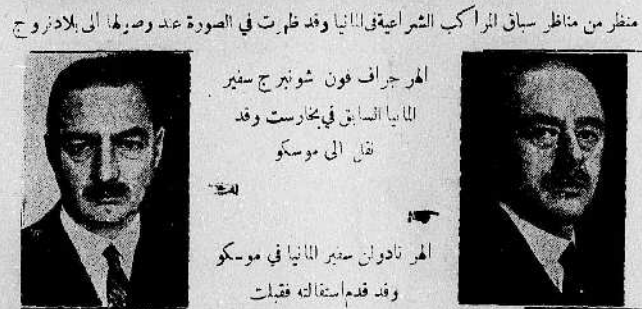 منظر من مناظر سباق المراكب الشراعية في المانيا وقد ظهرت في الصورة عند وصولها الى بلاد نروج
الهر جراف فون شونبرج سفير
المانيا السابق في بخارست وقد
نقل الى موسكو
الهر نادولن سفير المانيا في موسكو
وقد قدم استقالته فقبلت